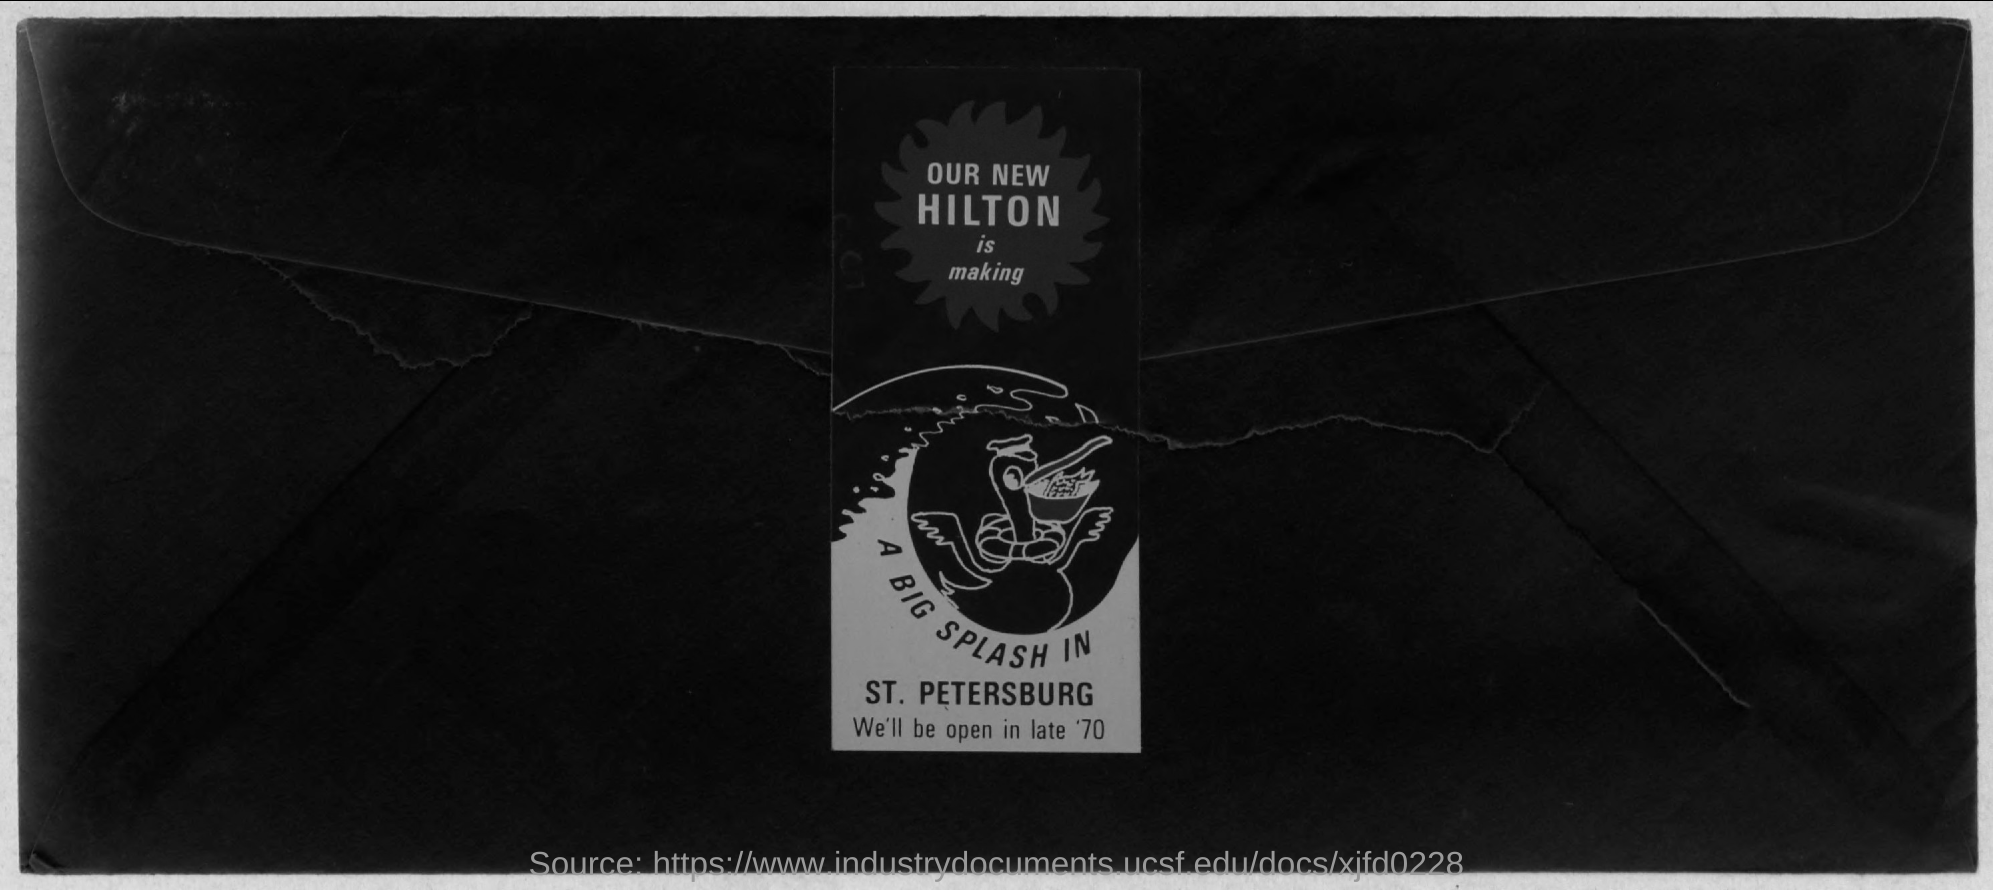 OUR NEW
HILTON
is
making
A BIG SPLASH IN
ST. PETERSBURG
We'll be open in late '70
Source: https://www.industrydocuments.ucsf.edu/docs/xjfd0228